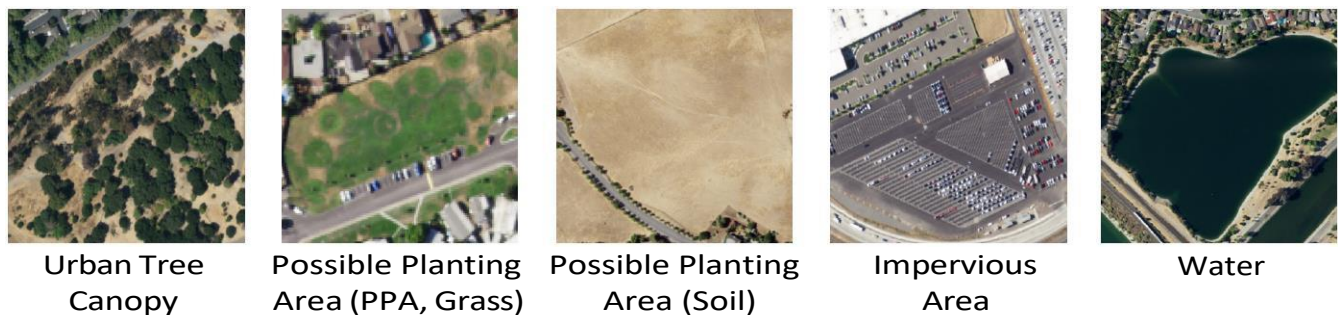 Urban Tree
Canopy
Possible Planting
Area (PPA, Grass)
Possible Planting
Area (Soil)
Impervious
Area
Water